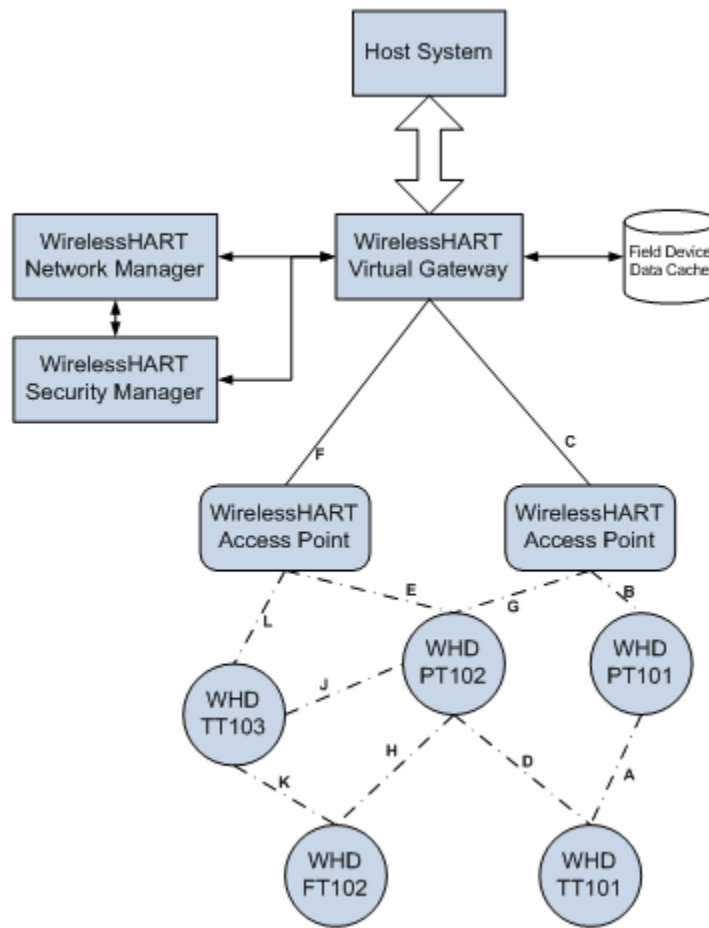 Host System
WirelessHART
Network Manager
WirelessHART
Virtual Gateway
Field Device
Data Cache
WirelessHART
Security Manager
F
C
WirelessHART
Access Point
WirelessHART
Access Point
E
G
B
L
WHD
PT102
WHD
PT101
J
WHD
TT103
H
D
A
K
WHD
FT102
WHD
TT101